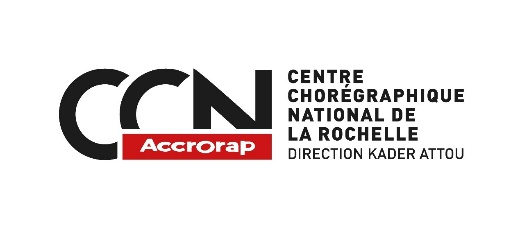 CCN
Accrorap
CENTRE
CHORÉGRAPHIQUE
NATIONAL DE
LA ROCHELLE
DIRECTION KADER ATTOU